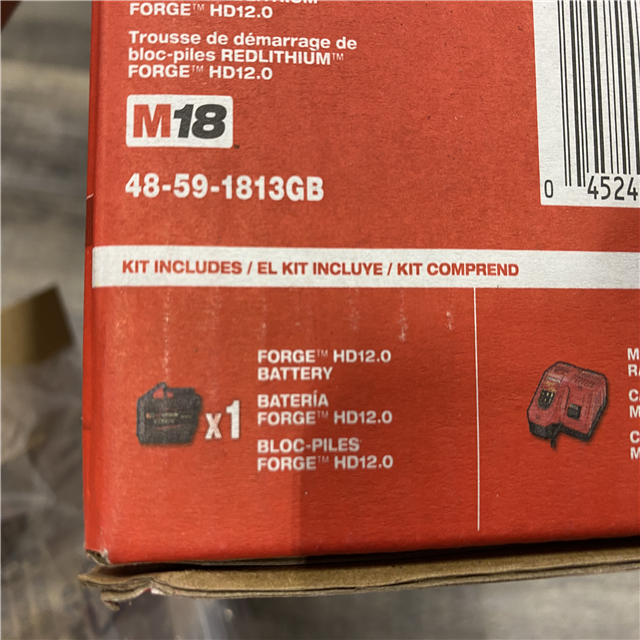 FORGE™ HD12.0
Trousse de démarrage de
bloc-piles REDLITHIUM™
FORGE™ HD12.0
M18™
48-59-1813GB
0 4524
KIT INCLUDES / EL KIT INCLUYE / KIT COMPREND
x1
FORGE™ HD12.0
BATTERY
BATERÍA
FORGE™ HD12.0
BLOC-PILES
FORGE™ HD12.0